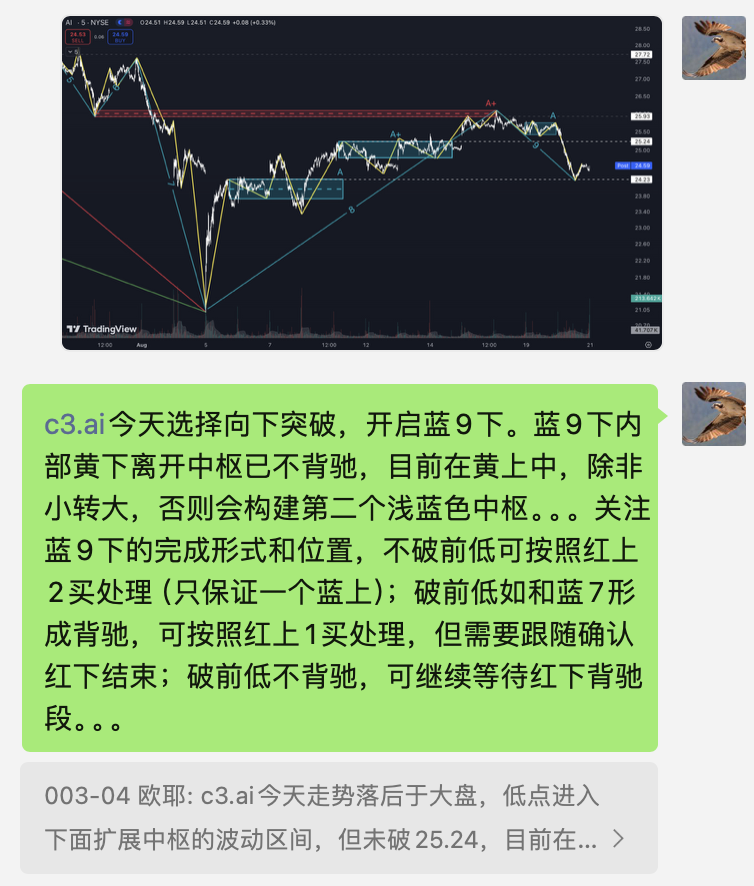 AI · 5 · NYSE O24.51 H24.59 L24.51 C24.59 +0.08 (+0.33%)
24.53 SELL 0.06 24.59 BUY
28.50
28.00
27.72
27.50
27.00
26.50
25.93
25.50
25.24
25.00
Post 24.59
24.23
23.80
23.40
23.00
22.60
22.20
21.80
213.642K
21.05
41.707K
A+
A
A+
A
7
8
9
TradingView
12:00 Aug 5 7 12:00 12 14 12:00 19 21
c3.ai今天选择向下突破，开启蓝9下。蓝9下内
部黄下离开中枢已不背驰，目前在黄上中，除非
小转大，否则会构建第二个浅蓝色中枢。。。关注
蓝9下的完成形式和位置，不破前低可按照红上
2买处理（只保证一个蓝上）；破前低如和蓝7形
成背驰，可按照红上1买处理，但需要跟随确认
红下结束；破前低不背驰，可继续等待红下背驰
段。。。
003-04 欧耶: c3.ai今天走势落后于大盘，低点进入
下面扩展中枢的波动区间，但未破25.24，目前在...